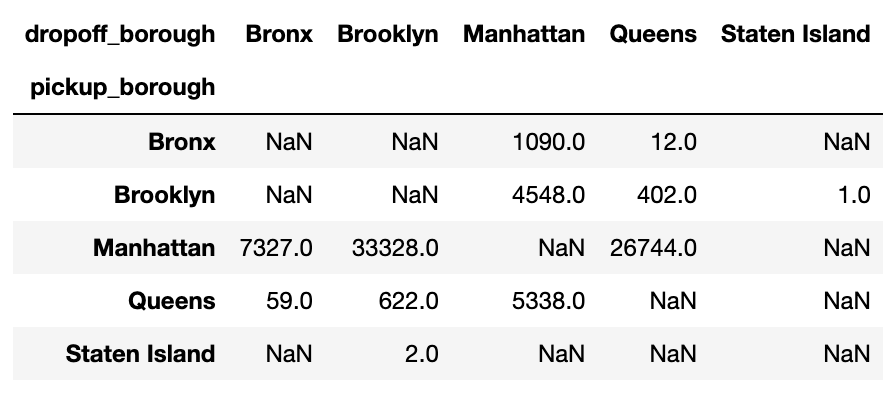 dropoff_borough Bronx Brooklyn Manhattan Queens Staten Island
pickup_borough
Bronx NaN NaN 1090.0 12.0 NaN
Brooklyn NaN NaN 4548.0 402.0 1.0
Manhattan 7327.0 33328.0 NaN 26744.0 NaN
Queens 59.0 622.0 5338.0 NaN NaN
Staten Island NaN 2.0 NaN NaN NaN